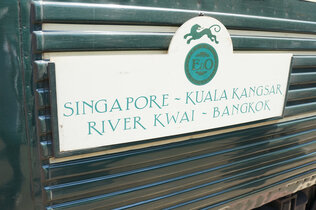 E&O
SINGAPORE ~ KUALA KANGSAR
RIVER KWAI ~ BANGKOK